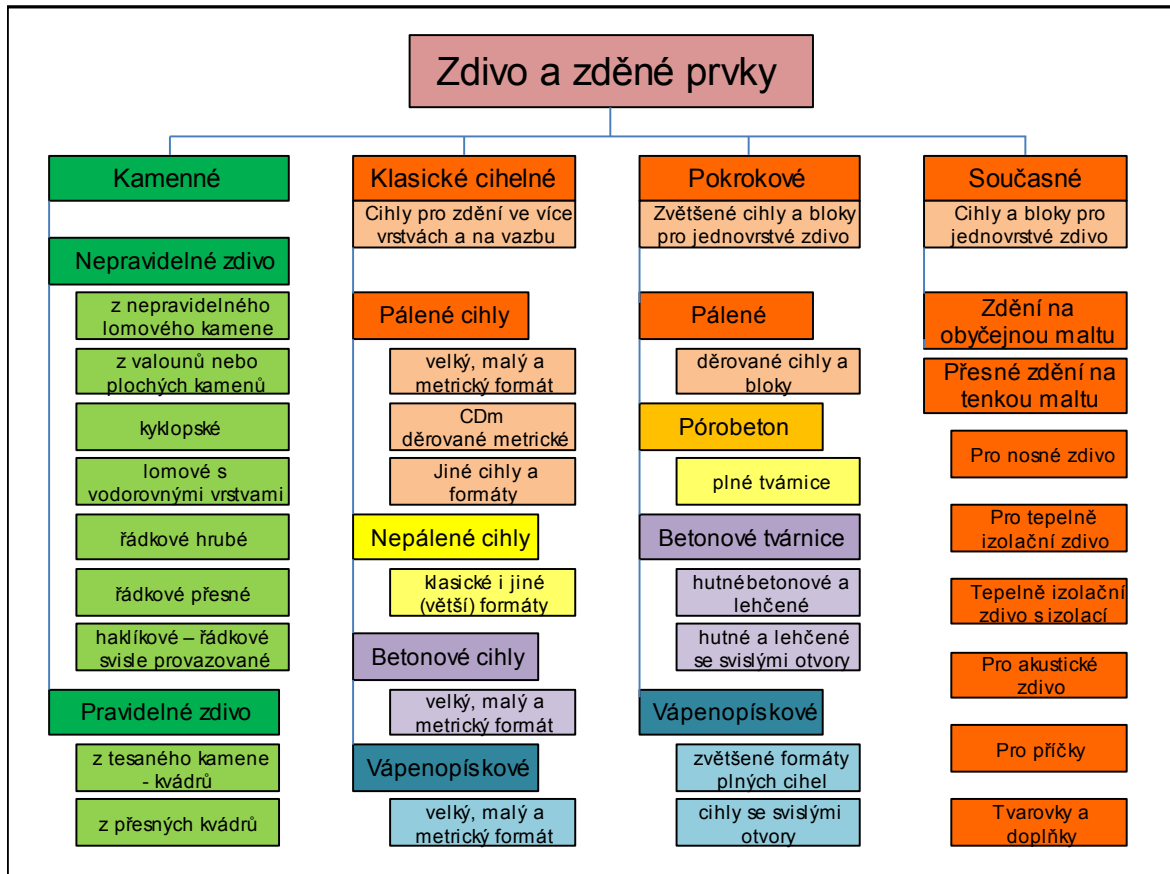 Zdivo a zděné prvky
Kamenné
Nepravidelné zdivo
z nepravidelného
lomového kamene
z valounů nebo
plochých kamenů
kyklopské
lomové s
vodorovnými vrstvami
řádkové hrubé
řádkové přesné
haklíkové – řádkové
svisle provazované
Pravidelné zdivo
z tesaného kamene
- kvádrů
z přesných kvádrů
Klasické cihelné
Cihly pro zdění ve více
vrstvách a na vazbu
Pálené cihly
velký, malý a
metrický formát
CDm
děrované metrické
Jiné cihly a
formáty
Nepálené cihly
klasické i jiné
(větší) formáty
Betonové cihly
velký, malý a
metrický formát
Vápenopískové
velký, malý a
metrický formát
Pokrokové
Zvětšené cihly a bloky
pro jednovrstvé zdivo
Pálené
děrované cihly a
bloky
Pórobeton
plné tvárnice
Betonové tvárnice
hutnébetonové a
lehčené
hutné a lehčené
se svislými otvory
Vápenopískové
zvětšené formáty
plných cihel
cihly se svislými
otvory
Současné
Cihly a bloky pro
jednovrstvé zdivo
Zdění na
obyčejnou maltu
Přesné zdění na
tenkou maltu
Pro nosné zdivo
Pro tepelně
izolační zdivo
Tepelně izolační
zdivo s izolací
Pro akustické
zdivo
Pro příčky
Tvarovky a
doplňky